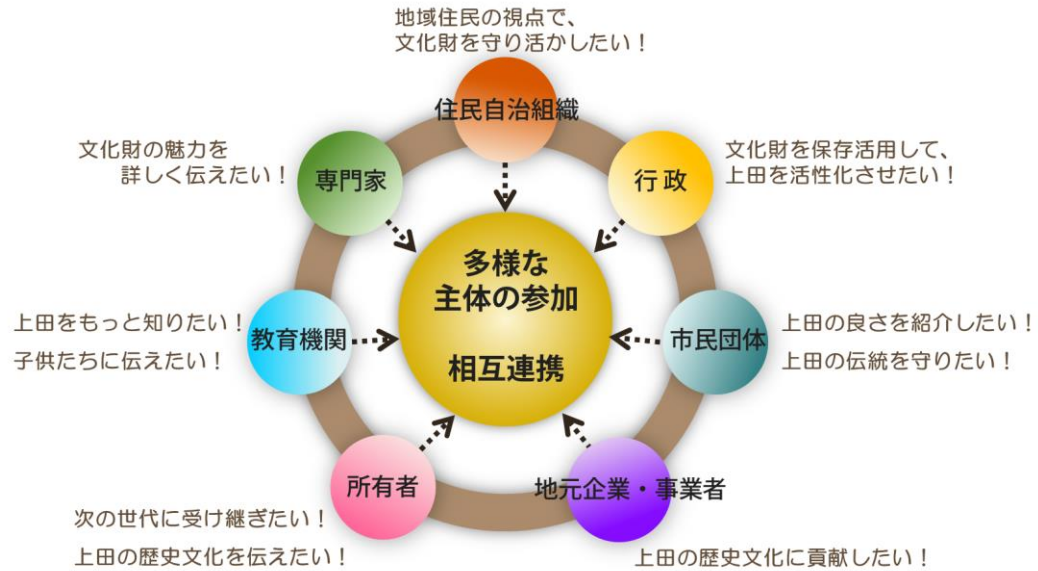 地域住民の視点で、
文化財を守り活かしたい！
住民自治組織
文化財の魅力を
詳しく伝えたい！
専門家
行政
文化財を保存活用して、
上田を活性化させたい！
多様な
主体の参加
相互連携
上田をもっと知りたい！
子供たちに伝えたい！
教育機関
市民団体
上田の良さを紹介したい！
上田の伝統を守りたい！
所有者
次の世代に受け継ぎたい！
上田の歴史文化を伝えたい！
地元企業・事業者
上田の歴史文化に貢献したい！